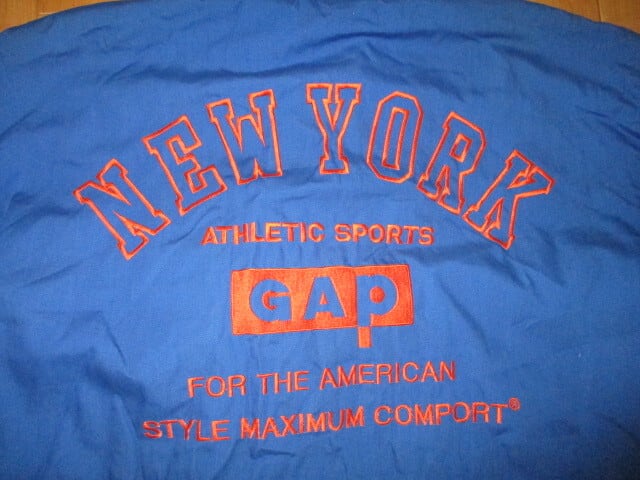 NEW YORK
ATHLETIC SPORTS
GAp
FOR THE AMERICAN
STYLE MAXIMUM COMPORT®